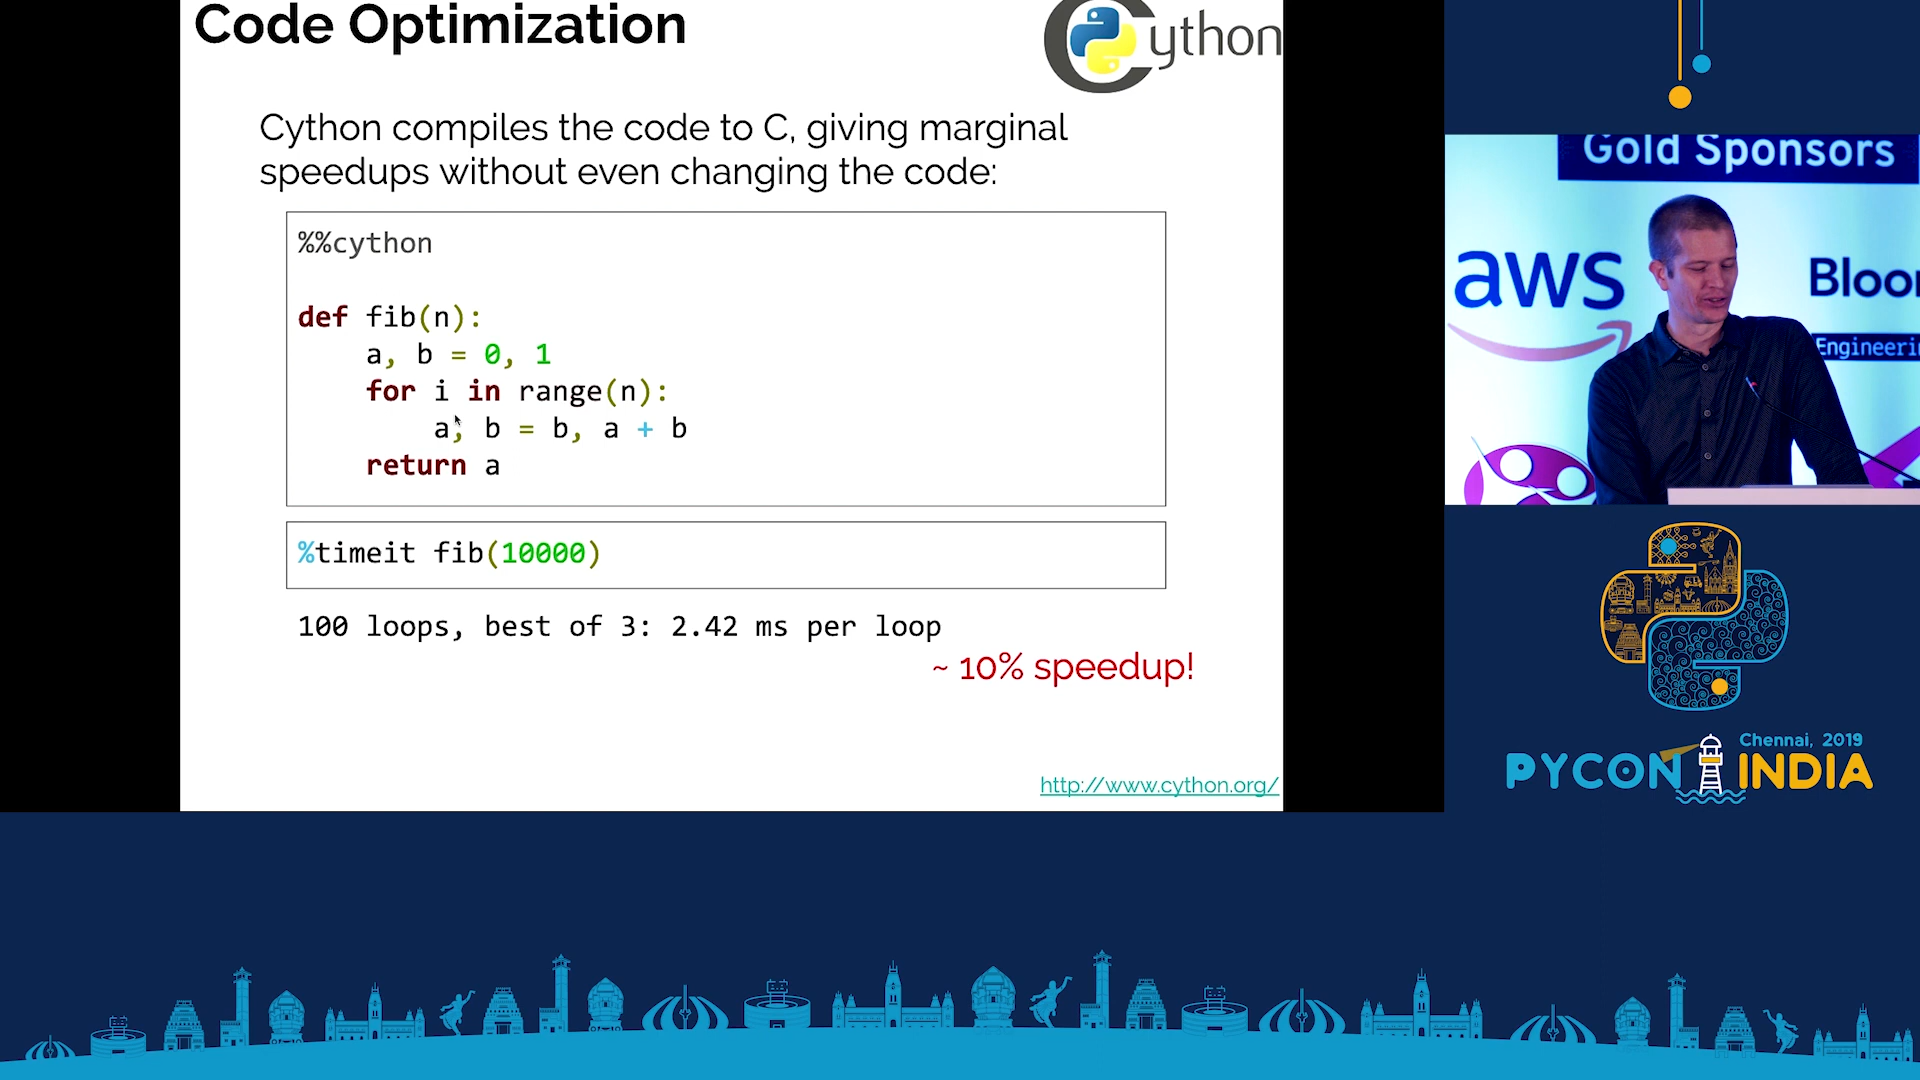 Code Optimization
ython
Cython compiles the code to C, giving marginal
speedups without even changing the code:
%%cython
def fib(n):
    a, b = 0, 1
    for i in range(n):
        a, b = b, a + b
    return a
%timeit fib(10000)
100 loops, best of 3: 2.42 ms per loop
~ 10% speedup!
http://www.cython.org/
Gold Sponsors
aws
Bloo
Engineeri
Chennai, 2019
PYCON INDIA